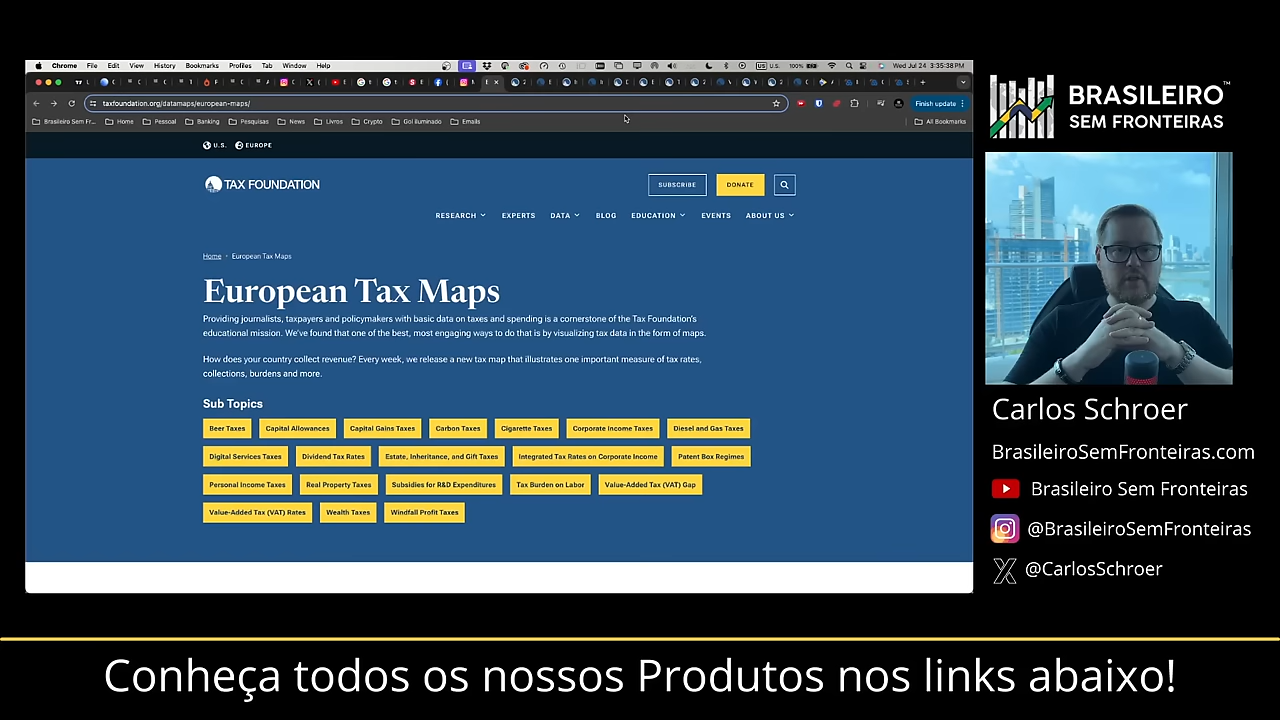 Chrome File Edit View History Bookmarks Profiles Tab Window Help
U.S. 100% Wed Jul 24 3:35:38 PM
taxfoundation.org/datamaps/european-maps/
Finish update
Brasileiro Sem Fr... Home Pessoal Banking Pesquisas News Livros Crypto Gol iluminado Emails All Bookmarks
U.S. EUROPE
TAX FOUNDATION
SUBSCRIBE DONATE
RESEARCH EXPERTS DATA BLOG EDUCATION EVENTS ABOUT US
Home European Tax Maps
European Tax Maps
Providing journalists, taxpayers and policymakers with basic data on taxes and spending is a cornerstone of the Tax Foundation's
educational mission. We've found that one of the best, most engaging ways to do that is by visualizing tax data in the form of maps.
How does your country collect revenue? Every week, we release a new tax map that illustrates one important measure of tax rates,
collections, burdens and more.
Sub Topics
Beer Taxes Capital Allowances Capital Gains Taxes Carbon Taxes Cigarette Taxes Corporate Income Taxes Diesel and Gas Taxes
Digital Services Taxes Dividend Tax Rates Estate, Inheritance, and Gift Taxes Integrated Tax Rates on Corporate Income Patent Box Regimes
Personal Income Taxes Real Property Taxes Subsidies for R&D Expenditures Tax Burden on Labor Value-Added Tax (VAT) Gap
Value-Added Tax (VAT) Rates Wealth Taxes Windfall Profit Taxes
BRASILEIRO™
SEM FRONTEIRAS
Carlos Schroer
BrasileiroSemFronteiras.com
Brasileiro Sem Fronteiras
@BrasileiroSemFronteiras
@CarlosSchroer
Conheça todos os nossos Produtos nos links abaixo!